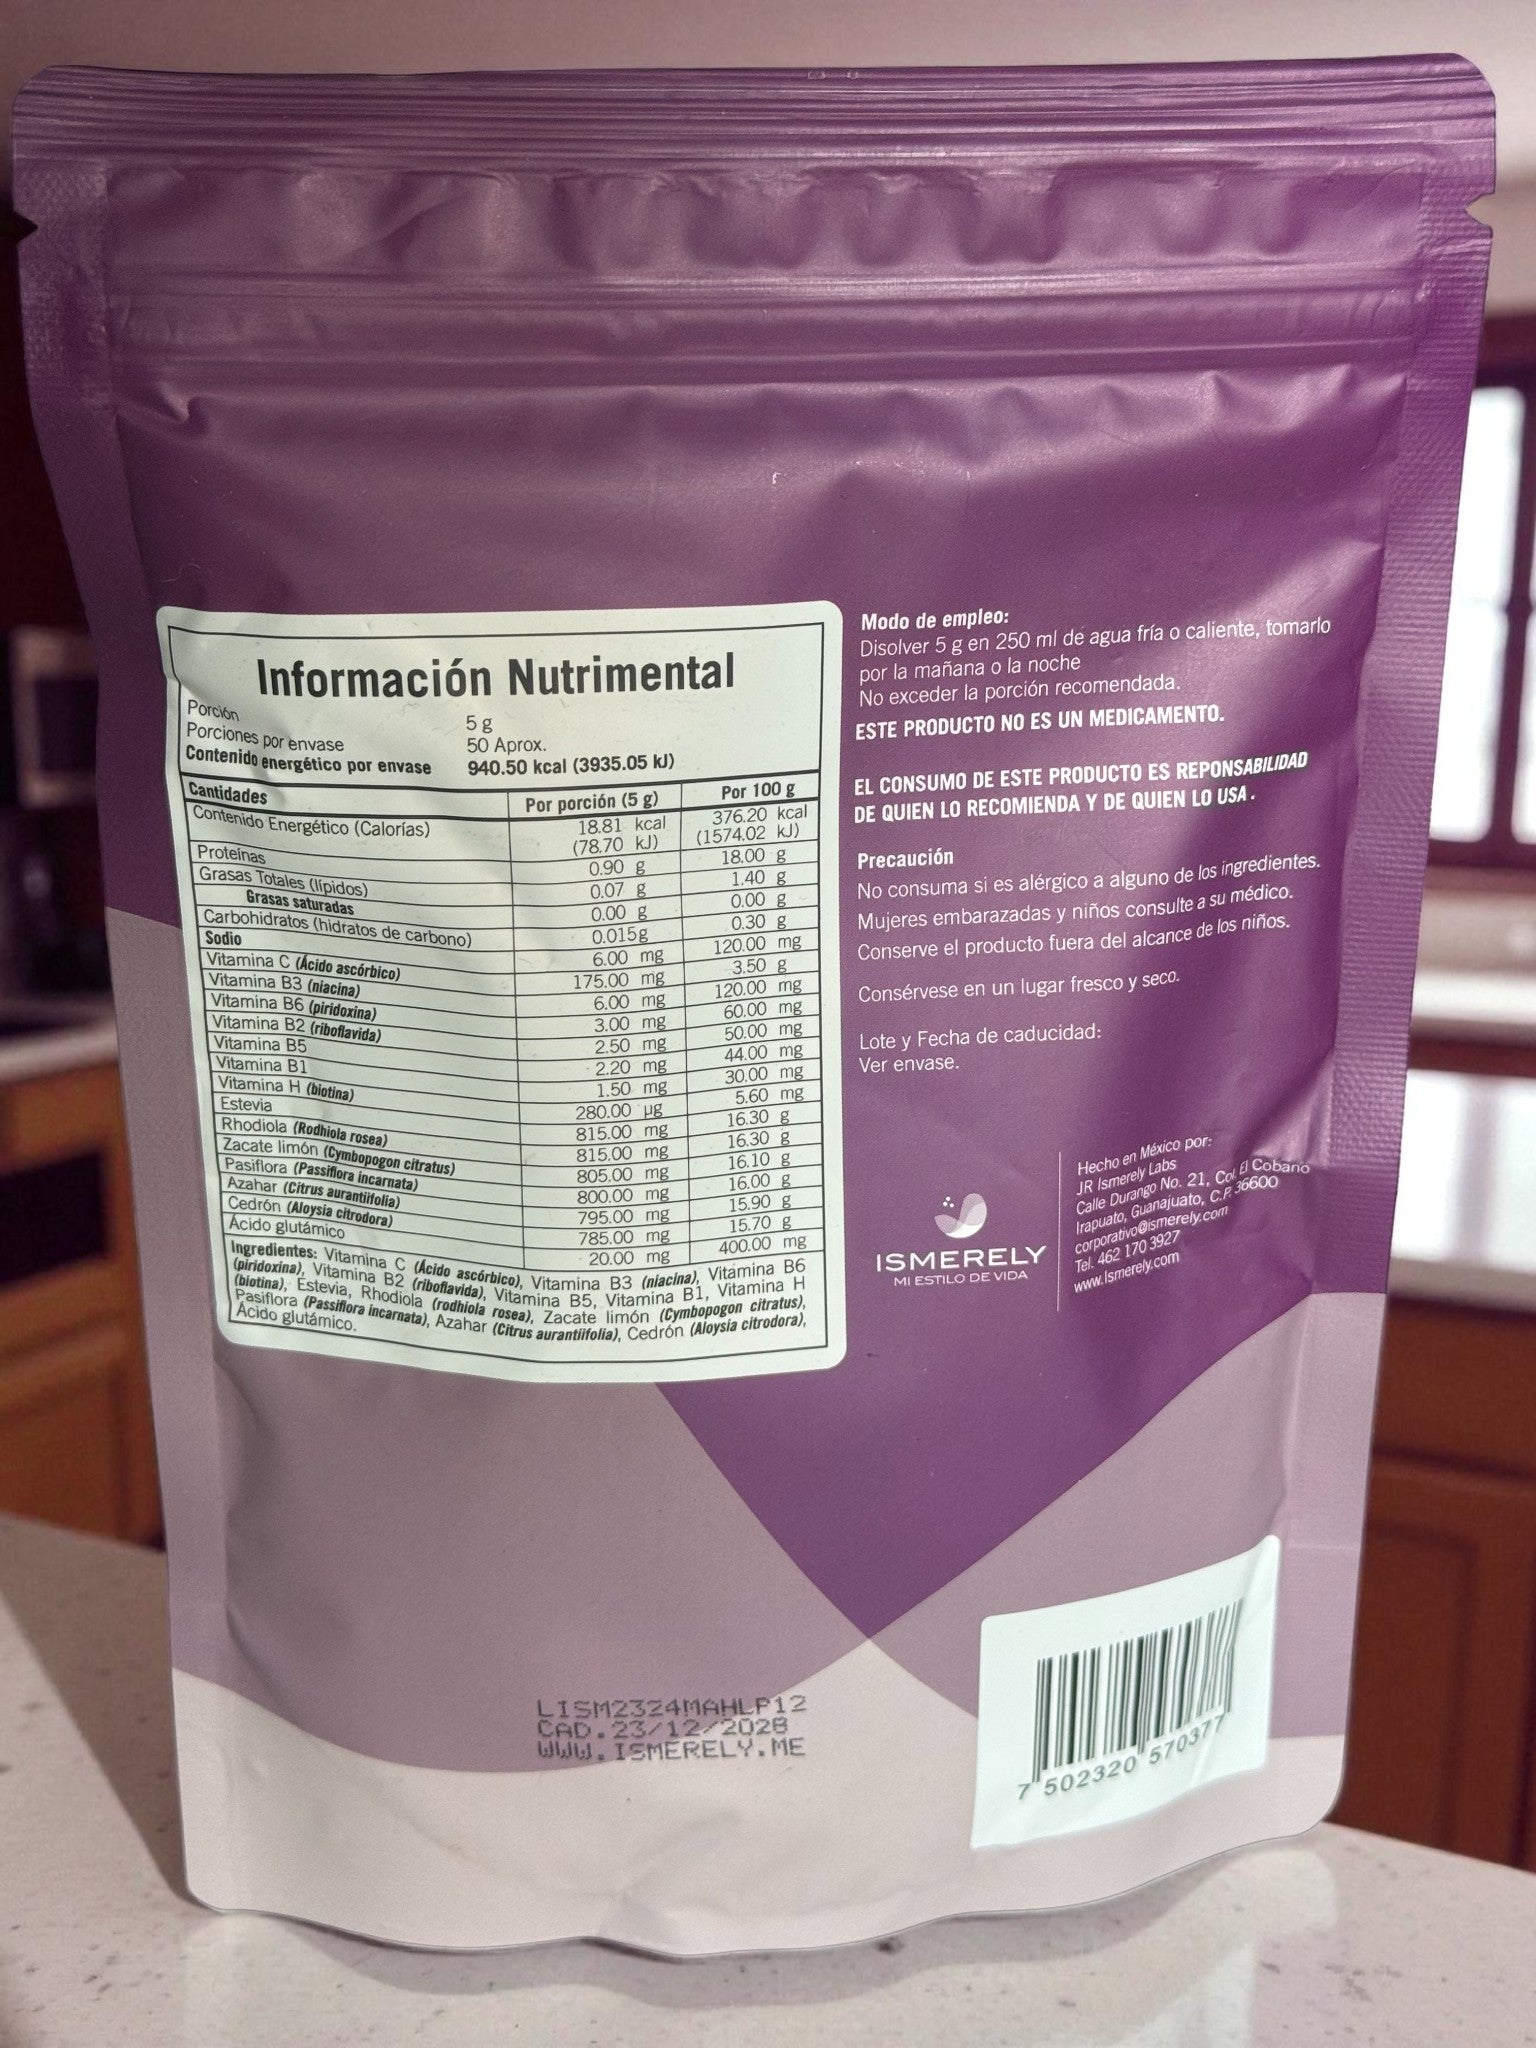 Información Nutrimental
Porción 5 g
Porciones por envase 50 Aprox.
Contenido energético por envase 940.50 kcal (3935.05 kJ)
Cantidades Por porción (5 g) Por 100 g
Contenido Energético (Calorías) 18.81 kcal 376.20 kcal
(78.70 kJ) (1574.02 kJ)
Proteínas 0.90 g 18.00 g
Grasas Totales (lípidos) 0.07 g 1.40 g
Grasas saturadas 0.00 g 0.00 g
Carbohidratos (hidratos de carbono) 0.015g 0.30 g
Sodio 6.00 mg 120.00 mg
Vitamina C (Ácido ascórbico) 175.00 mg 3.50 g
Vitamina B3 (niacina) 6.00 mg 120.00 mg
Vitamina B6 (piridoxina) 3.00 mg 60.00 mg
Vitamina B2 (riboflavida) 2.50 mg 50.00 mg
Vitamina B5 2.20 mg 44.00 mg
Vitamina B1 1.50 mg 30.00 mg
Vitamina H (biotina) 280.00 µg 5.60 mg
Estevia 815.00 mg 16.30 g
Rhodiola (Rodhiola rosea) 815.00 mg 16.30 g
Zacate limón (Cymbopogon citratus) 805.00 mg 16.10 g
Pasiflora (Passiflora incarnata) 800.00 mg 16.00 g
Azahar (Citrus aurantiifolia) 795.00 mg 15.90 g
Cedrón (Aloysia citrodora) 785.00 mg 15.70 g
Ácido glutámico 20.00 mg 400.00 mg
Ingredientes: Vitamina C (Ácido ascórbico), Vitamina B3 (niacina), Vitamina B6
(piridoxina), Vitamina B2 (riboflavida), Vitamina B5, Vitamina B1, Vitamina H
(biotina), Estevia, Rhodiola (rodhiola rosea), Zacate limón (Cymbopogon citratus),
Pasiflora (Passiflora incarnata), Azahar (Citrus aurantiifolia), Cedrón (Aloysia citrodora),
Ácido glutámico.
Modo de empleo:
Disolver 5 g en 250 ml de agua fría o caliente, tomarlo
por la mañana o la noche
No exceder la porción recomendada.
ESTE PRODUCTO NO ES UN MEDICAMENTO.
EL CONSUMO DE ESTE PRODUCTO ES REPONSABILIDAD
DE QUIEN LO RECOMIENDA Y DE QUIEN LO USA.
Precaución
No consuma si es alérgico a alguno de los ingredientes.
Mujeres embarazadas y niños consulte a su médico.
Conserve el producto fuera del alcance de los niños.
Consérvese en un lugar fresco y seco.
Lote y Fecha de caducidad:
Ver envase.
ISMERELY
MI ESTILO DE VIDA
Hecho en México por:
JR Ismerely Labs
Calle Durango No. 21, Col. El Cobano
Irapuato, Guanajuato, C.P. 36600
corporativo@ismerely.com
Tel. 462 170 3927
www.Ismerely.com
LISM2324MAHLP12
CAD.23/12/2028
WWW.ISMERELY.ME
7 502320 570377